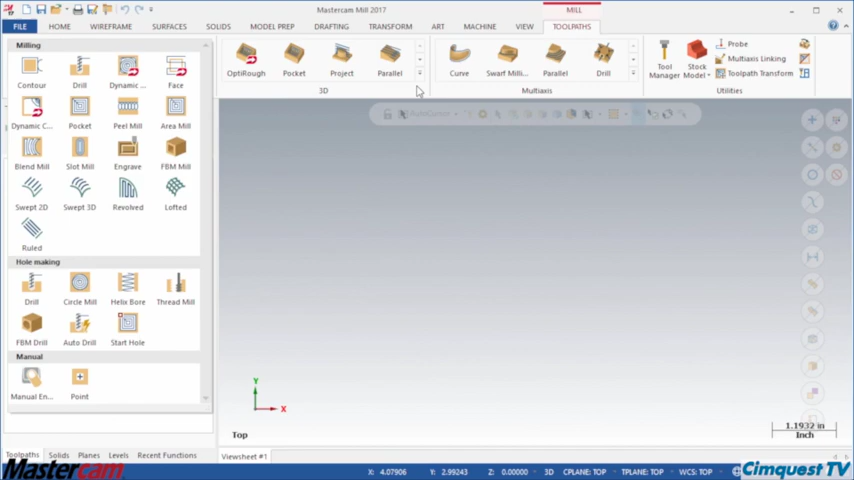 Mastercam Mill 2017
MILL
FILE HOME WIREFRAME SURFACES SOLIDS MODEL PREP DRAFTING TRANSFORM ART MACHINE VIEW TOOLPATHS
Milling
Contour Drill Dynamic ... Face
Dynamic C... Pocket Peel Mill Area Mill
Blend Mill Slot Mill Engrave FBM Mill
Swept 2D Swept 3D Revolved Lofted
Ruled
Hole making
Drill Circle Mill Helix Bore Thread Mill
FBM Drill Auto Drill Start Hole
Manual
Manual En... Point
OptiRough Pocket Project Parallel
3D
Curve Swarf Milli... Parallel Drill
Multiaxis
Tool Manager
Stock Model
Probe
Multiaxis Linking
Toolpath Transform
Utilities
AutoCursor
Y
X
Top
1.1932 in
Inch
Toolpaths Solids Planes Levels Recent Functions
Viewsheet #1
X: 4.07906 Y: 2.99243 Z: 0.00000 3D CPLANE: TOP TPLANE: TOP WCS: TOP
Mastercam
Cimquest TV